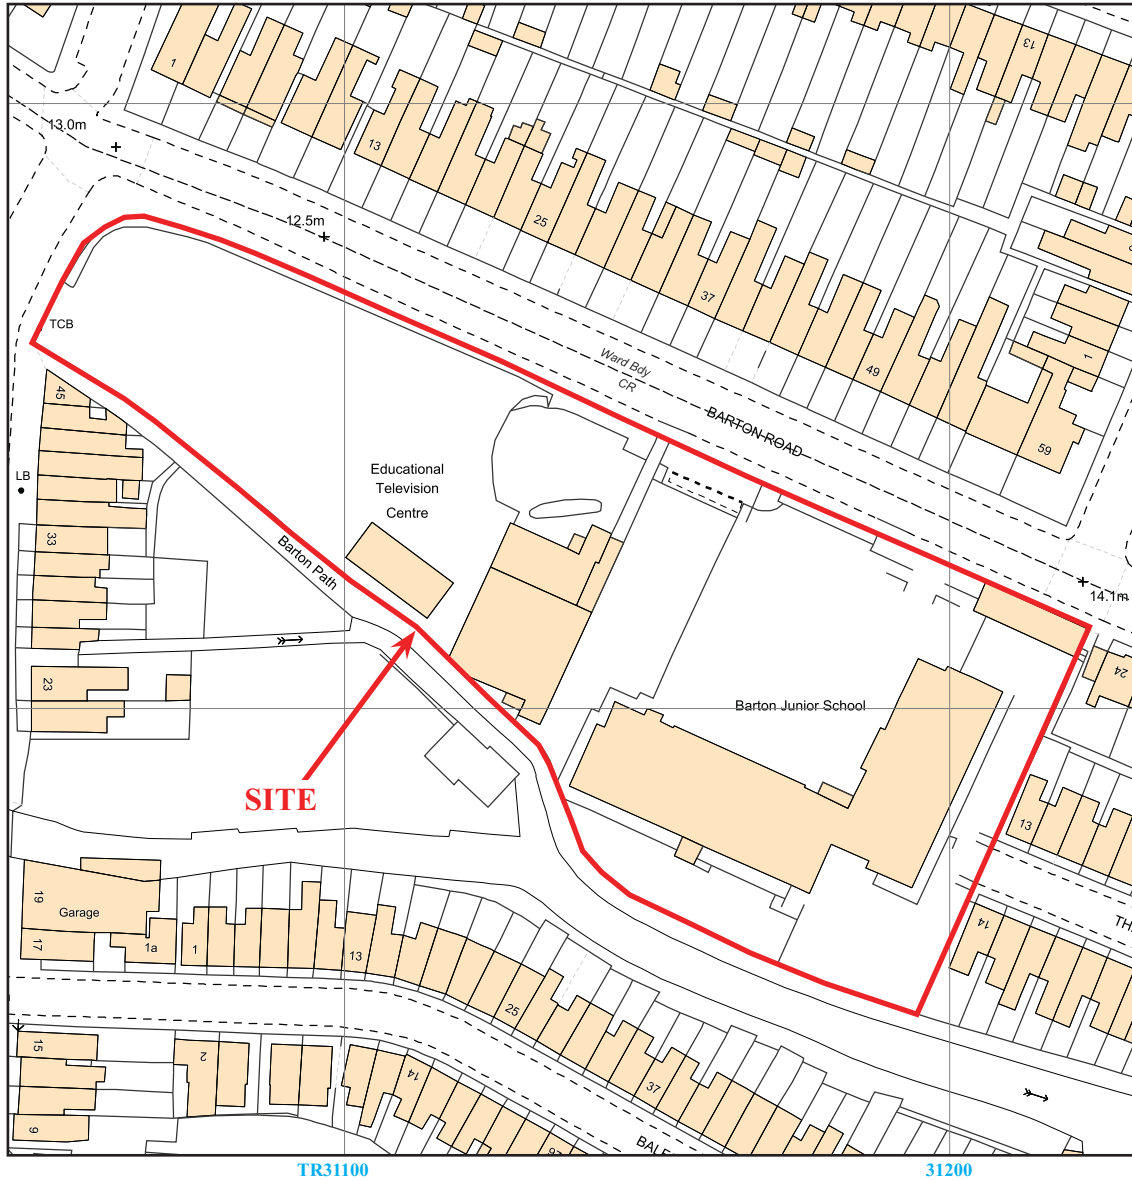 1
13
13.0m
13
12.5m
25
37
TCB
Ward Bdy
CR
49
1
BARTON ROAD
59
45
LB
Educational
Television
Centre
33
Barton Path
14.1m
23
24
Barton Junior School
SITE
13
19
Garage
17
1a
1
13
14
25
15
2
14
37
9
TR31100
31200